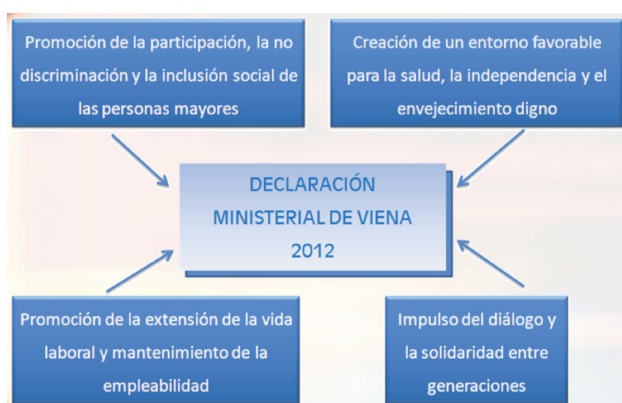 Promoción de la participación, la no
discriminación y la inclusión social de
las personas mayores
Creación de un entorno favorable
para la salud, la independencia y el
envejecimiento digno
DECLARACIÓN
MINISTERIAL DE VIENA
2012
Promoción de la extensión de la vida
laboral y mantenimiento de la
empleabilidad
Impulso del diálogo y
la solidaridad entre
generaciones